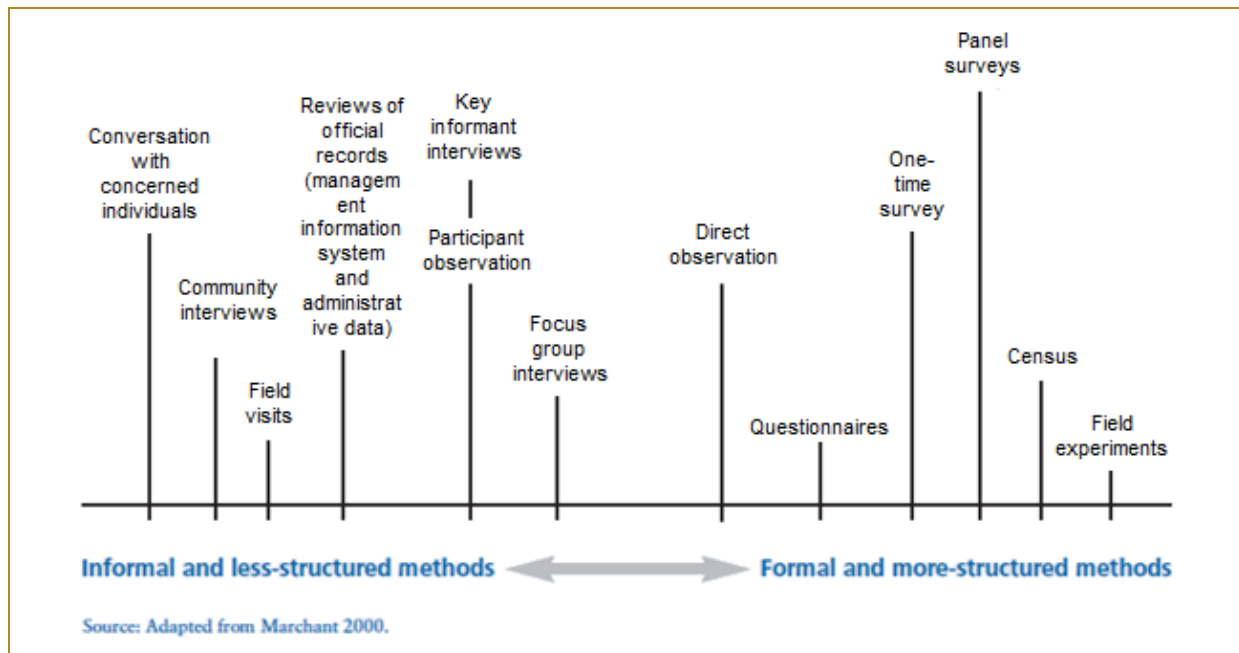 Conversation
with
concerned
individuals
Community
interviews
Field
visits
Reviews of
official
records
(managem
ent
information
system
and
administrat
ive data)
Key
informant
interviews
Participant
observation
Focus
group
interviews
Direct
observation
Questionnaires
One-
time
survey
Panel
surveys
Census
Field
experiments
Informal and less-structured methods
Formal and more-structured methods
Source: Adapted from Marchant 2000.